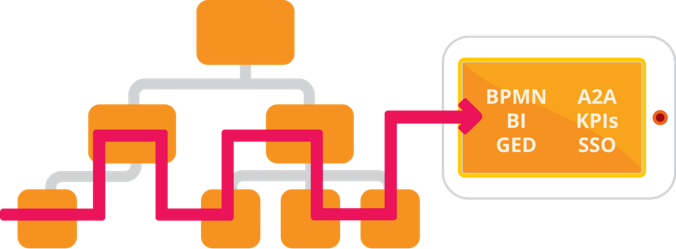 BPMN A2A
BI KPIs
GED SSO